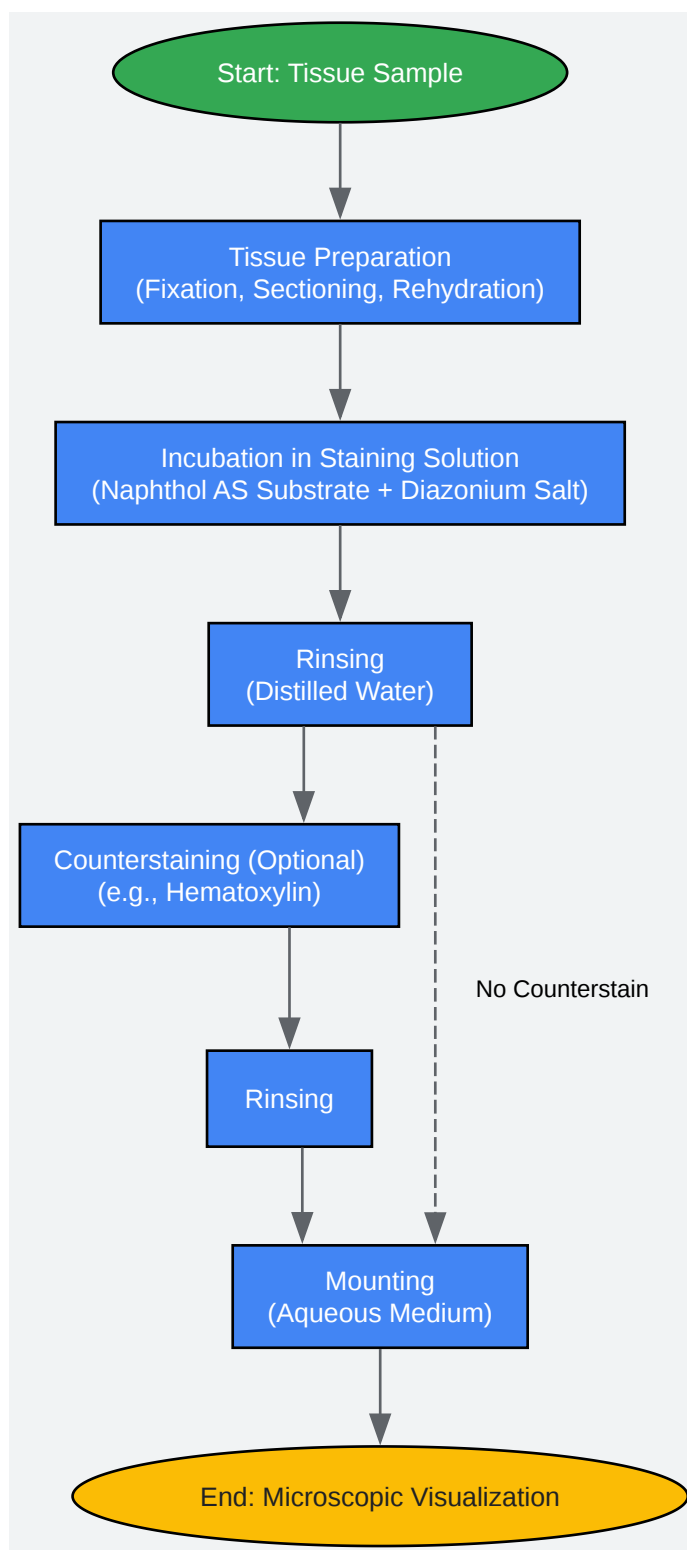 Start: Tissue Sample
Tissue Preparation
(Fixation, Sectioning, Rehydration)
Incubation in Staining Solution
(Naphthol AS Substrate + Diazonium Salt)
Rinsing
(Distilled Water)
Counterstaining (Optional)
(e.g., Hematoxylin)
No Counterstain
Rinsing
Mounting
(Aqueous Medium)
End: Microscopic Visualization